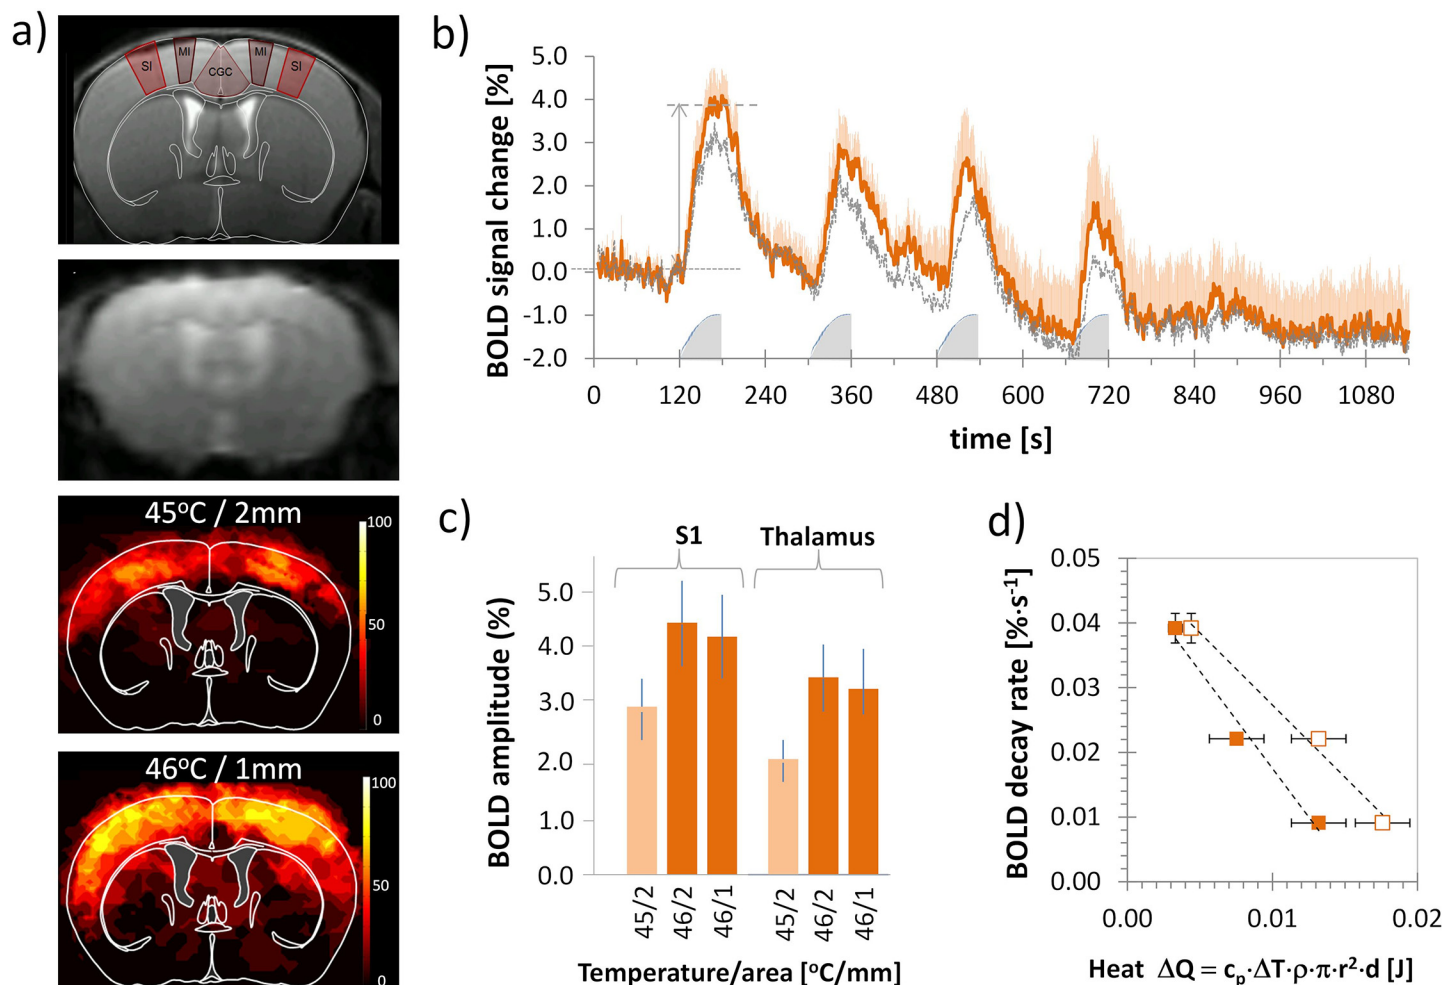 a)
SI
MI
CGC
MI
SI
45°C / 2mm
100
50
0
46°C / 1mm
100
50
0
b)
BOLD signal change [%]
5.0
4.0
3.0
2.0
1.0
0.0
-1.0
-2.0
0 120 240 360 480 600 720 840 960 1080
time [s]
c)
S1 Thalamus
BOLD amplitude (%)
5.0
4.0
3.0
2.0
1.0
0.0
45/2 46/2 46/1 45/2 46/2 46/1
Temperature/area [°C/mm]
d)
BOLD decay rate [%·s⁻¹]
0.05
0.04
0.03
0.02
0.01
0.00
0.00 0.01 0.02
Heat ΔQ = cₚ·ΔT·ρ·π·r²·d [J]